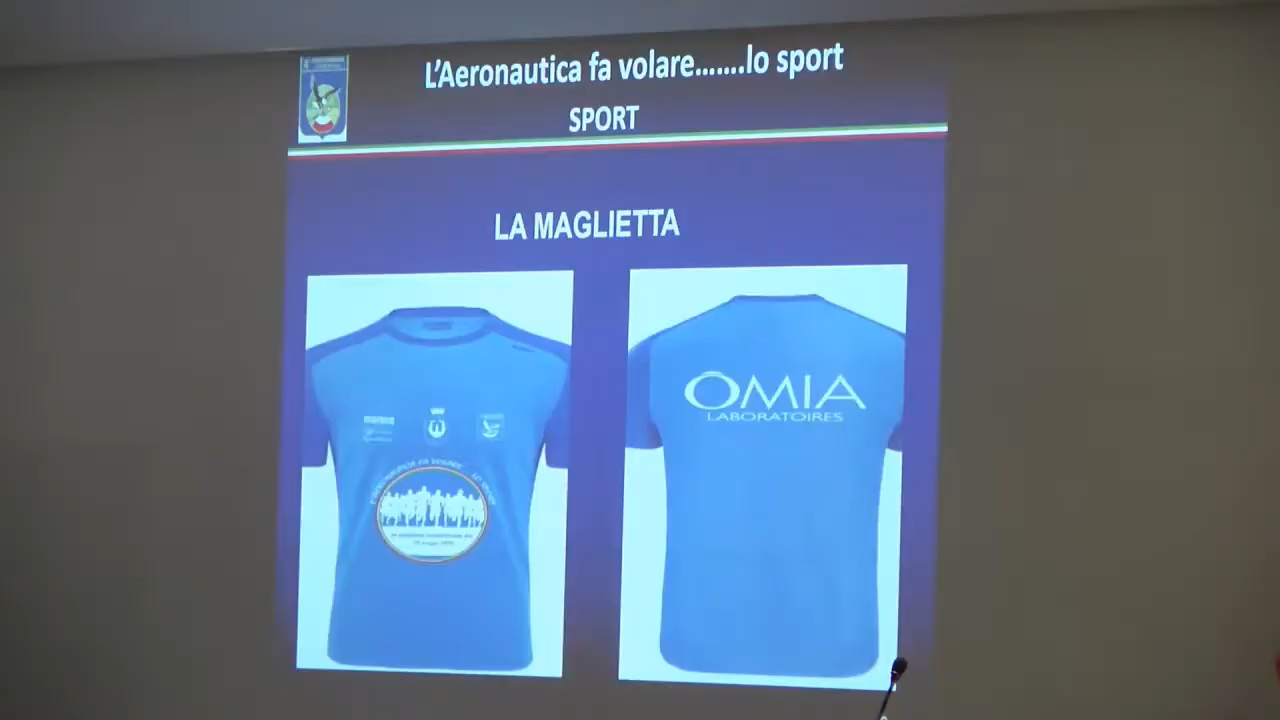 L'Aeronautica fa volare.......lo sport
SPORT
LA MAGLIETTA
OMIA
LABORATOIRES